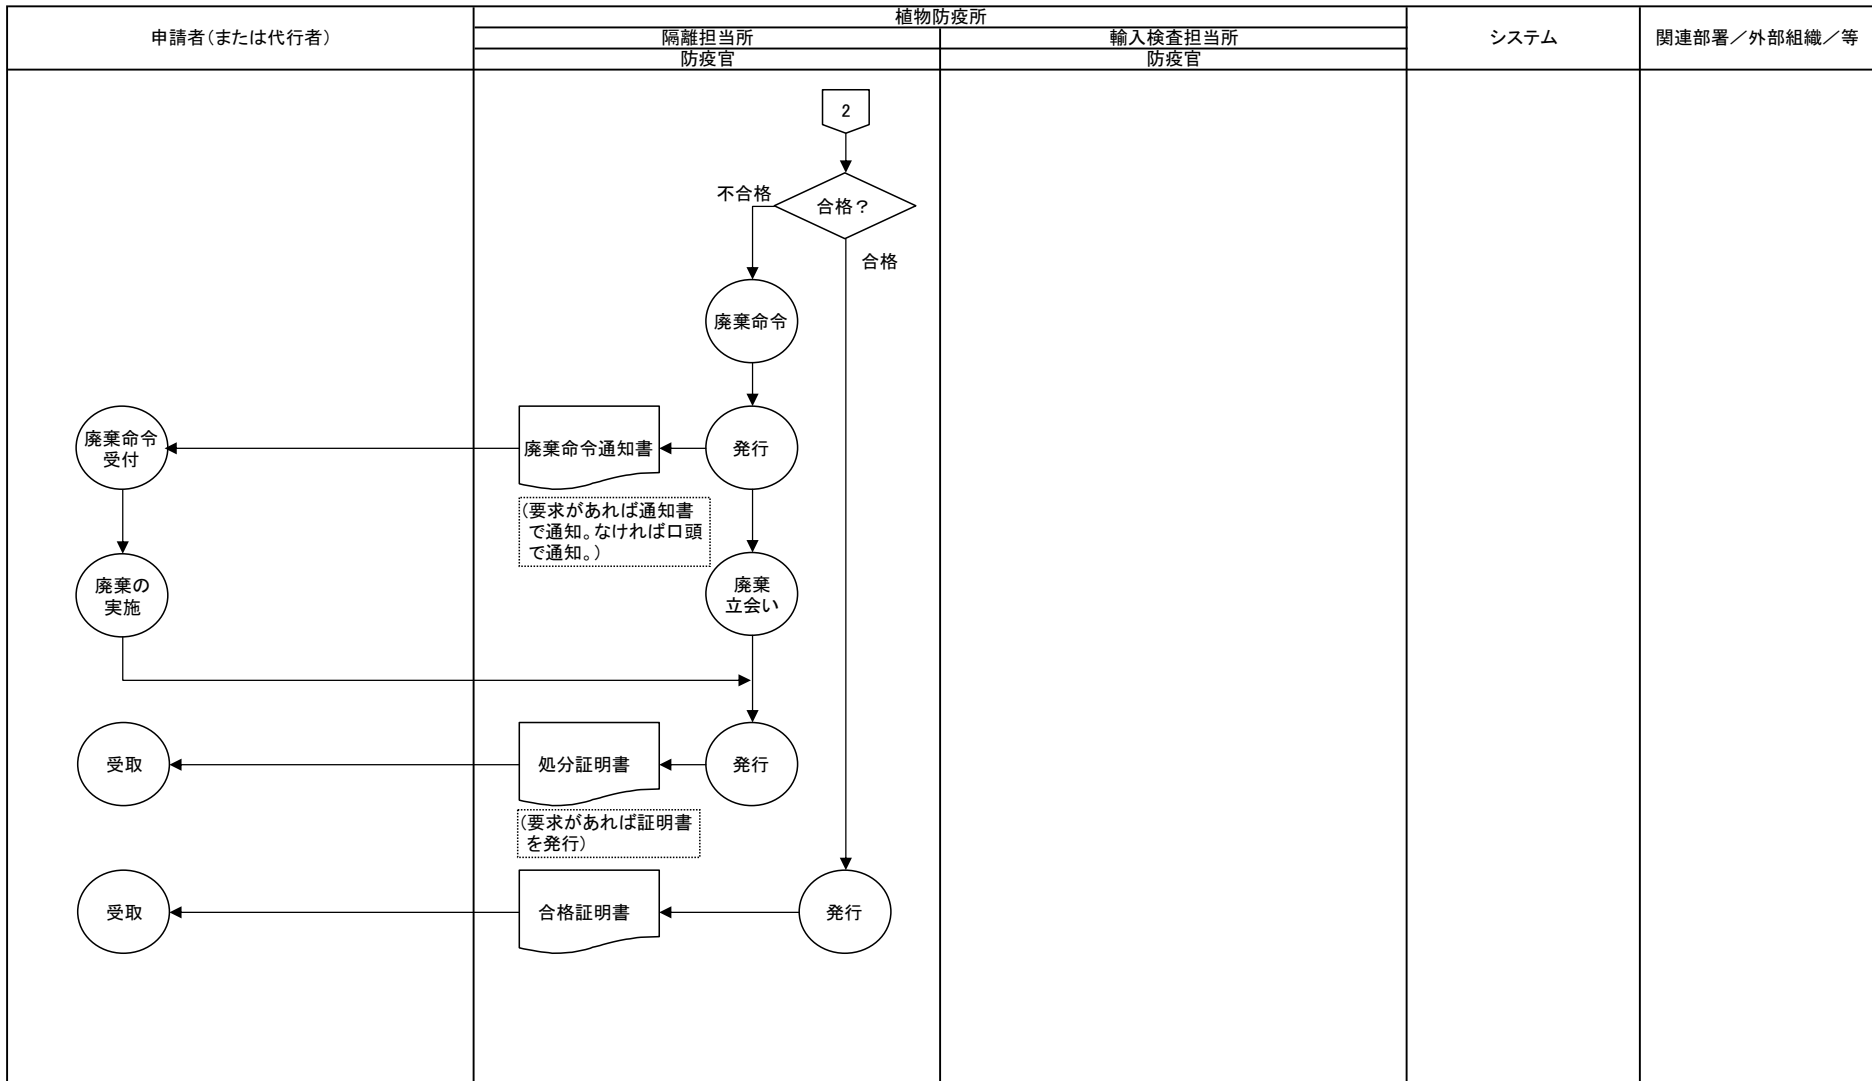 植物防疫所
申請者(または代行者)
隔離担当所
輸入検査担当所
システム
関連部署/外部組織/等
防疫官
防疫官
2
不合格
合格?
合格
廃棄命令
廃棄命令
受付
廃棄命令通知書
発行
(要求があれば通知書
で通知。なければ口頭
で通知。)
廃棄の
実施
廃棄
立会い
受取
処分証明書
発行
(要求があれば証明書
を発行)
受取
合格証明書
発行